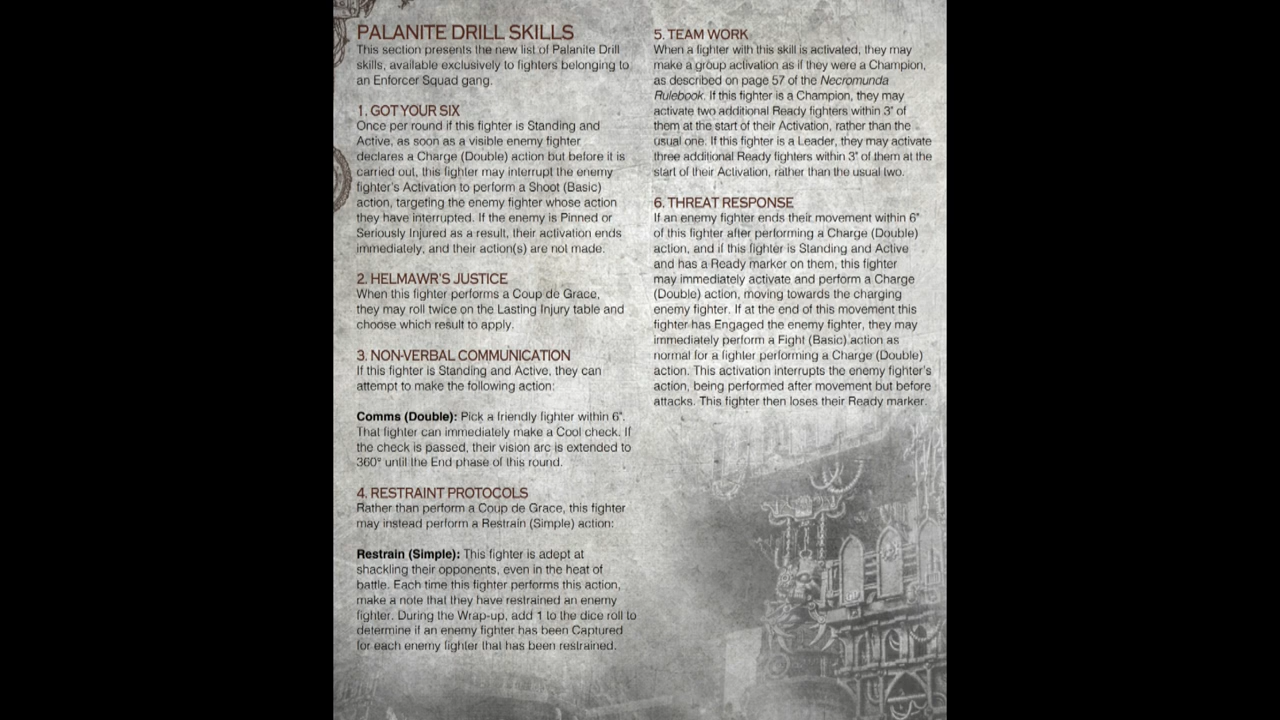 PALANITE DRILL SKILLS
This section presents the new list of Palanite Drill
skills, available exclusively to fighters belonging to
an Enforcer Squad gang.
1. GOT YOUR SIX
Once per round if this fighter is Standing and
Active, as soon as a visible enemy fighter
declares a Charge (Double) action but before it is
carried out, this fighter may interrupt the enemy
fighter's Activation to perform a Shoot (Basic)
action, targeting the enemy fighter whose action
they have interrupted. If the enemy is Pinned or
Seriously Injured as a result, their activation ends
immediately, and their action(s) are not made.
2. HELMAWR'S JUSTICE
When this fighter performs a Coup de Grace,
they may roll twice on the Lasting Injury table and
choose which result to apply.
3. NON-VERBAL COMMUNICATION
If this fighter is Standing and Active, they can
attempt to make the following action:
Comms (Double): Pick a friendly fighter within 6".
That fighter can immediately make a Cool check. If
the check is passed, their vision arc is extended to
360° until the End phase of this round.
4. RESTRAINT PROTOCOLS
Rather than perform a Coup de Grace, this fighter
may instead perform a Restrain (Simple) action:
Restrain (Simple): This fighter is adept at
shackling their opponents, even in the heat of
battle. Each time this fighter performs this action,
make a note that they have restrained an enemy
fighter. During the Wrap-up, add 1 to the dice roll to
determine if an enemy fighter has been Captured
for each enemy fighter that has been restrained.
5. TEAM WORK
When a fighter with this skill is activated, they may
make a group activation as if they were a Champion,
as described on page 57 of the Necromunda
Rulebook. If this fighter is a Champion, they may
activate two additional Ready fighters within 3" of
them at the start of their Activation, rather than the
usual one. If this fighter is a Leader, they may activate
three additional Ready fighters within 3" of them at the
start of their Activation, rather than the usual two.
6. THREAT RESPONSE
If an enemy fighter ends their movement within 6"
of this fighter after performing a Charge (Double)
action, and if this fighter is Standing and Active
and has a Ready marker on them, this fighter
may immediately activate and perform a Charge
(Double) action, moving towards the charging
enemy fighter. If at the end of this movement this
fighter has Engaged the enemy fighter, they may
immediately perform a Fight (Basic) action as
normal for a fighter performing a Charge (Double)
action. This activation interrupts the enemy fighter's
action, being performed after movement but before
attacks. This fighter then loses their Ready marker.